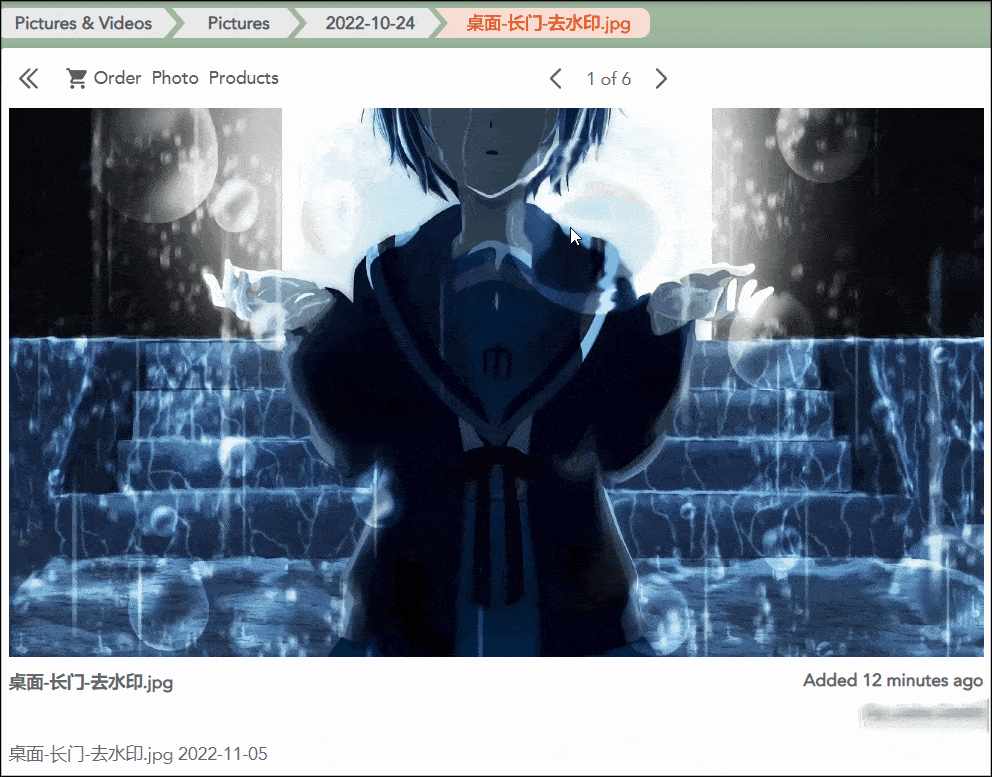 Pictures & Videos Pictures 2022-10-24 桌面-长门-去水印.jpg
Order Photo Products 1 of 6
桌面-长门-去水印.jpg Added 12 minutes ago
桌面-长门-去水印.jpg 2022-11-05